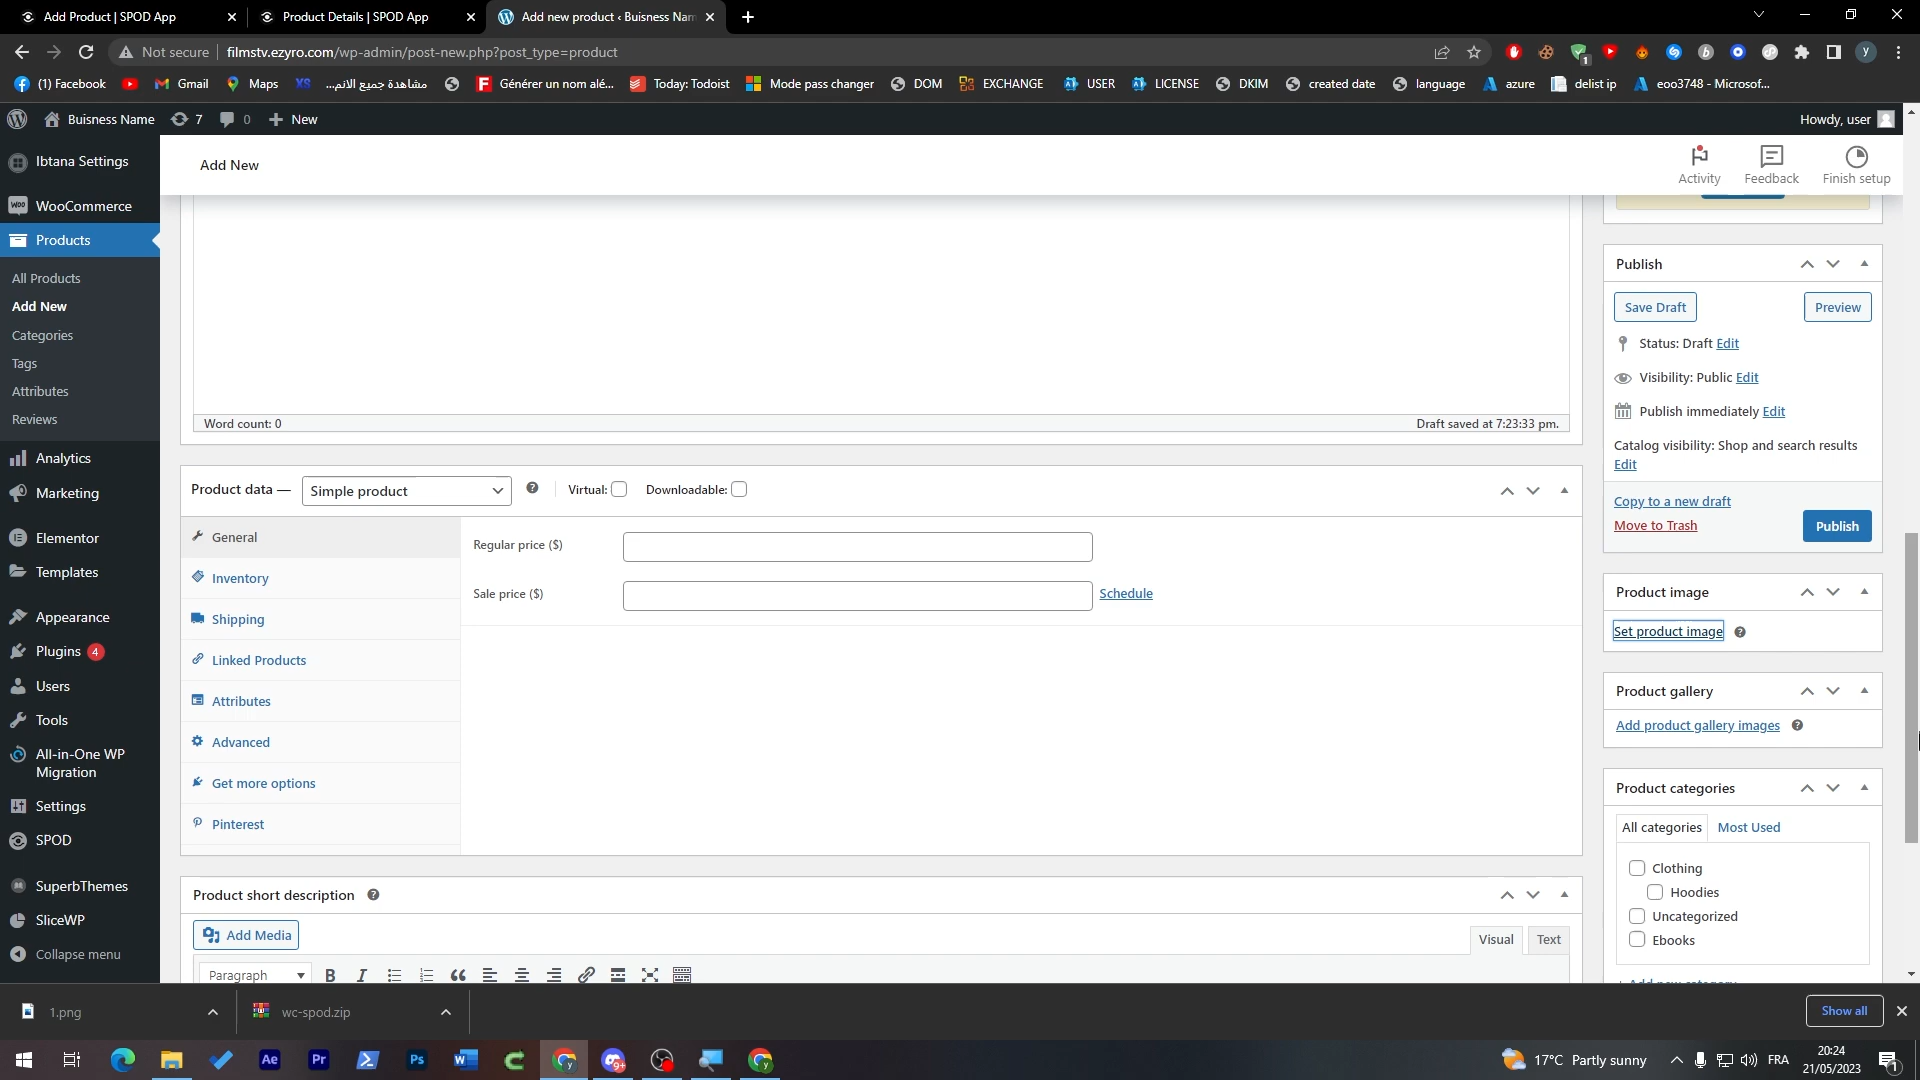 Add Product | SPOD App
Product Details | SPOD App
Add new product ‹ Buisness Nam
Not secure
filmstv.ezyro.com/wp-admin/post-new.php?post_type=product
(1) Facebook
Gmail
Maps
مشاهدة جميع الانم...
Générer un nom alé...
Today: Todoist
Mode pass changer
DOM
EXCHANGE
USER
LICENSE
DKIM
created date
language
azure
delist ip
eoo3748 - Microsof...
Buisness Name
7
0
New
Howdy, user
Ibtana Settings
WooCommerce
Products
All Products
Add New
Categories
Tags
Attributes
Reviews
Analytics
Marketing
Elementor
Templates
Appearance
Plugins 4
Users
Tools
All-in-One WP
Migration
Settings
SPOD
SuperbThemes
SliceWP
Collapse menu
Add New
Activity
Feedback
Finish setup
Word count: 0
Draft saved at 7:23:33 pm.
Product data —
Simple product
Virtual:
Downloadable:
General
Inventory
Shipping
Linked Products
Attributes
Advanced
Get more options
Pinterest
Regular price ($)
Sale price ($)
Schedule
Product short description
Add Media
Visual
Text
Paragraph
Publish
Save Draft
Preview
Status: Draft Edit
Visibility: Public Edit
Publish immediately Edit
Catalog visibility: Shop and search results
Edit
Copy to a new draft
Move to Trash
Publish
Product image
Set product image
Product gallery
Add product gallery images
Product categories
All categories
Most Used
Clothing
Hoodies
Uncategorized
Ebooks
+ Add new category
1.png
wc-spod.zip
Show all
17°C Partly sunny
FRA
20:24
21/05/2023